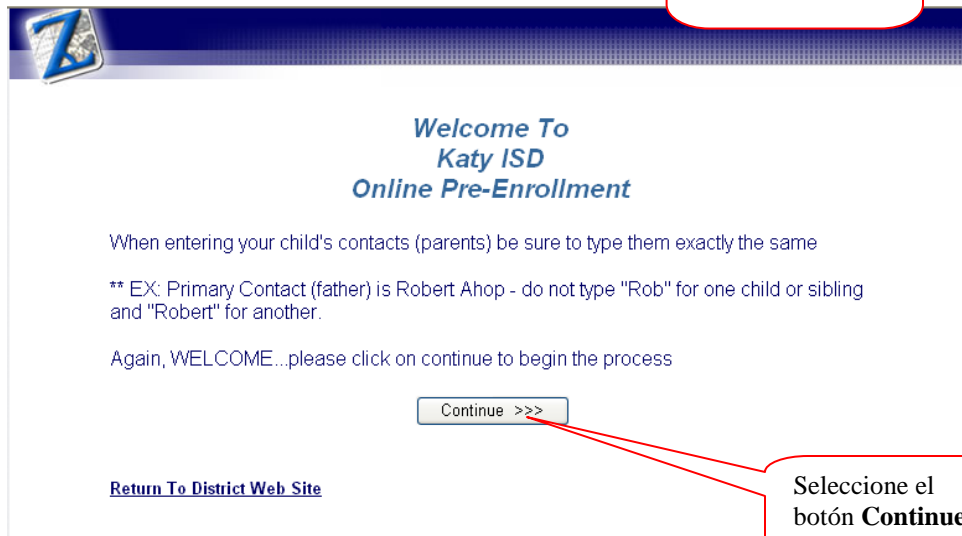 Welcome To
Katy ISD
Online Pre-Enrollment
When entering your child's contacts (parents) be sure to type them exactly the same
** EX: Primary Contact (father) is Robert Ahop - do not type "Rob" for one child or sibling
and "Robert" for another.
Again, WELCOME...please click on continue to begin the process
Continue >>>
Return To District Web Site
Seleccione el
botón Continue